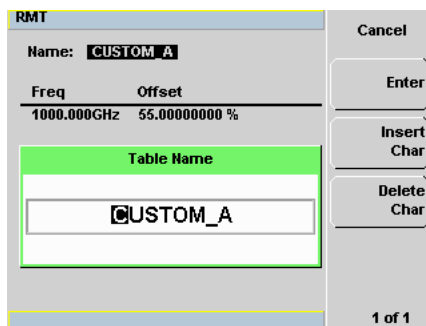 RMT
Name: CUSTOM_A
Freq Offset
1000.000GHz 55.00000000 %
Table Name
CUSTOM_A
Cancel
Enter
Insert
Char
Delete
Char
1 of 1